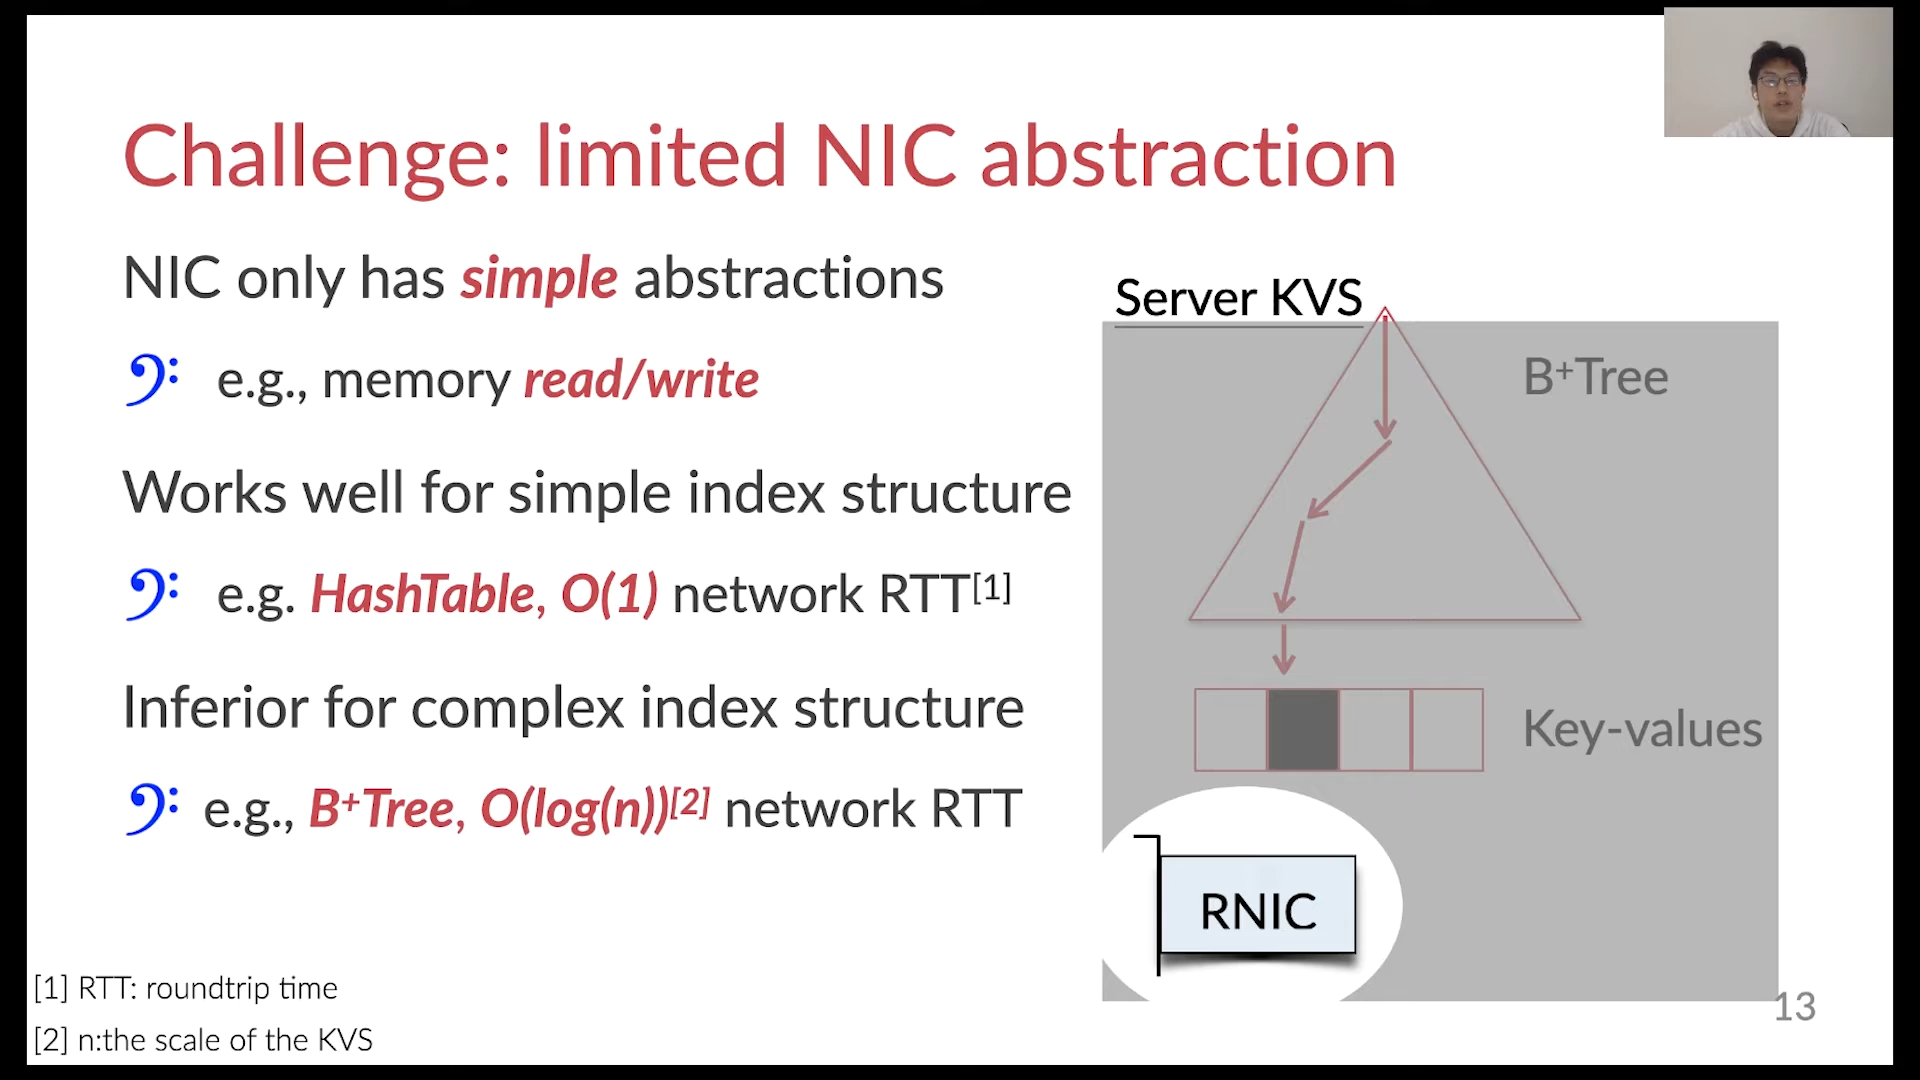 Challenge: limited NIC abstraction
NIC only has simple abstractions
e.g., memory read/write
Works well for simple index structure
e.g. HashTable, O(1) network RTT[1]
Inferior for complex index structure
e.g., B+Tree, O(log(n))[2] network RTT
Server KVS
B+Tree
Key-values
RNIC
[1] RTT: roundtrip time
[2] n:the scale of the KVS
13